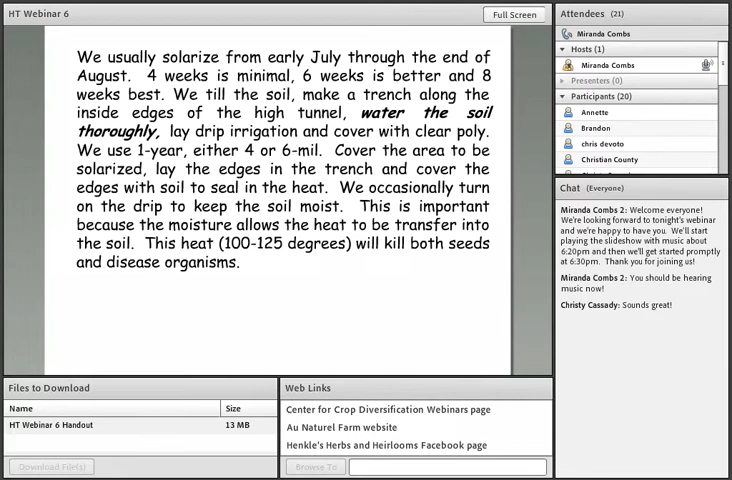 HT Webinar 6
Full Screen
We usually solarize from early July through the end of
August. 4 weeks is minimal, 6 weeks is better and 8
weeks best. We till the soil, make a trench along the
inside edges of the high tunnel, water the soil
thoroughly, lay drip irrigation and cover with clear poly.
We use 1-year, either 4 or 6-mil. Cover the area to be
solarized, lay the edges in the trench and cover the
edges with soil to seal in the heat. We occasionally turn
on the drip to keep the soil moist. This is important
because the moisture allows the heat to be transfer into
the soil. This heat (100-125 degrees) will kill both seeds
and disease organisms.
Files to Download
Name Size
HT Webinar 6 Handout 13 MB
Download File(s)
Web Links
Center for Crop Diversification Webinars page
Au Naturel Farm website
Henkle's Herbs and Heirlooms Facebook page
Browse To
Attendees (21)
Miranda Combs
Hosts (1)
Miranda Combs
Presenters (0)
Participants (20)
Annette
Brandon
chris devoto
Christian County
Chat (Everyone)
Miranda Combs 2: Welcome everyone!
We're looking forward to tonight's webinar
and we're happy to have you. We'll start
playing the slideshow with music about
6:20pm and then we'll get started promptly
at 6:30pm. Thank you for joining us!
Miranda Combs 2: You should be hearing
music now!
Christy Cassady: Sounds great!